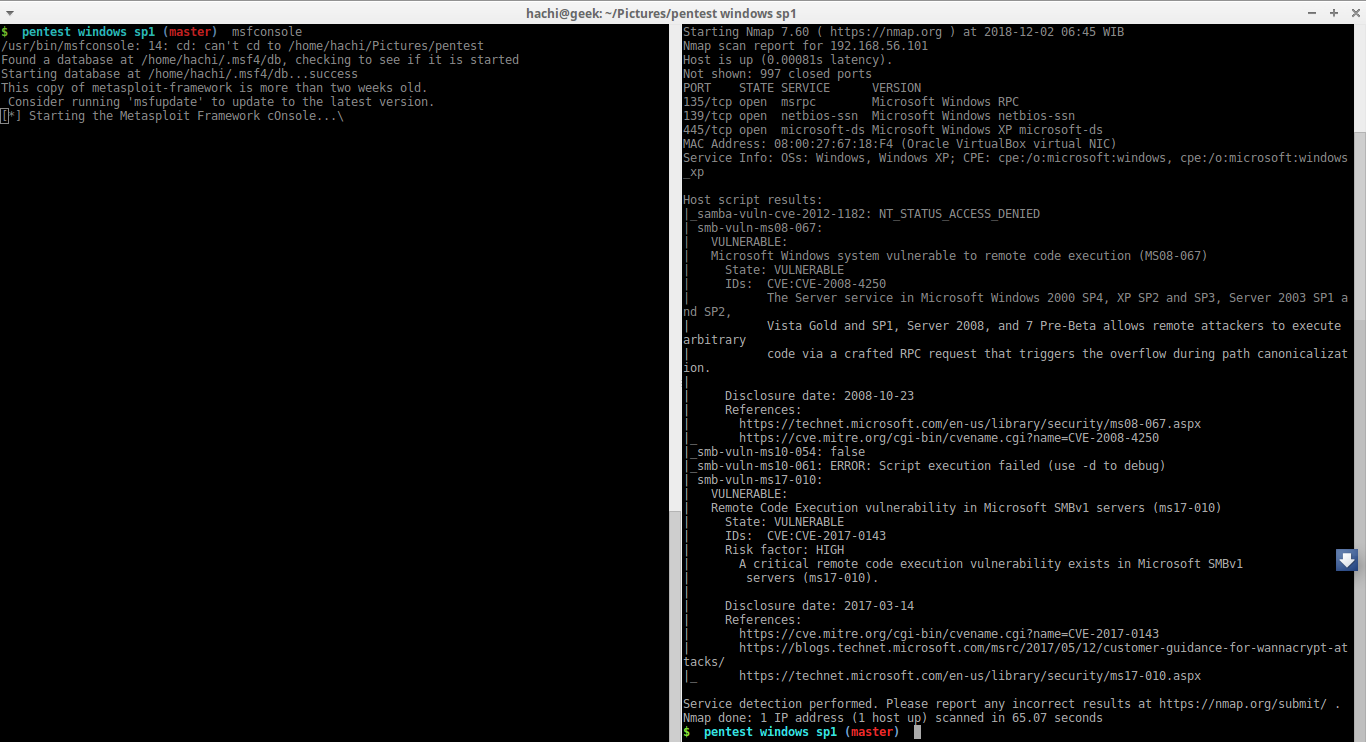 hachi@geek: ~/Pictures/pentest windows sp1
$  pentest windows sp1 (master)  msfconsole
/usr/bin/msfconsole: 14: cd: can't cd to /home/hachi/Pictures/pentest
Found a database at /home/hachi/.msf4/db, checking to see if it is started
Starting database at /home/hachi/.msf4/db...success
This copy of metasploit-framework is more than two weeks old.
 Consider running 'msfupdate' to update to the latest version.
[*] Starting the Metasploit Framework cOnsole...\
Starting Nmap 7.60 ( https://nmap.org ) at 2018-12-02 06:45 WIB
Nmap scan report for 192.168.56.101
Host is up (0.00081s latency).
Not shown: 997 closed ports
PORT    STATE SERVICE      VERSION
135/tcp open  msrpc        Microsoft Windows RPC
139/tcp open  netbios-ssn  Microsoft Windows netbios-ssn
445/tcp open  microsoft-ds Microsoft Windows XP microsoft-ds
MAC Address: 08:00:27:67:18:F4 (Oracle VirtualBox virtual NIC)
Service Info: OSs: Windows, Windows XP; CPE: cpe:/o:microsoft:windows, cpe:/o:microsoft:windows
_xp
Host script results:
|_samba-vuln-cve-2012-1182: NT_STATUS_ACCESS_DENIED
| smb-vuln-ms08-067:
|   VULNERABLE:
|   Microsoft Windows system vulnerable to remote code execution (MS08-067)
|     State: VULNERABLE
|     IDs:  CVE:CVE-2008-4250
|           The Server service in Microsoft Windows 2000 SP4, XP SP2 and SP3, Server 2003 SP1 a
nd SP2,
|           Vista Gold and SP1, Server 2008, and 7 Pre-Beta allows remote attackers to execute
arbitrary
|           code via a crafted RPC request that triggers the overflow during path canonicalizat
ion.
|
|     Disclosure date: 2008-10-23
|     References:
|       https://technet.microsoft.com/en-us/library/security/ms08-067.aspx
|_      https://cve.mitre.org/cgi-bin/cvename.cgi?name=CVE-2008-4250
|_smb-vuln-ms10-054: false
|_smb-vuln-ms10-061: ERROR: Script execution failed (use -d to debug)
| smb-vuln-ms17-010:
|   VULNERABLE:
|   Remote Code Execution vulnerability in Microsoft SMBv1 servers (ms17-010)
|     State: VULNERABLE
|     IDs:  CVE:CVE-2017-0143
|     Risk factor: HIGH
|       A critical remote code execution vulnerability exists in Microsoft SMBv1
|        servers (ms17-010).
|
|     Disclosure date: 2017-03-14
|     References:
|       https://cve.mitre.org/cgi-bin/cvename.cgi?name=CVE-2017-0143
|       https://blogs.technet.microsoft.com/msrc/2017/05/12/customer-guidance-for-wannacrypt-at
tacks/
|_      https://technet.microsoft.com/en-us/library/security/ms17-010.aspx
Service detection performed. Please report any incorrect results at https://nmap.org/submit/ .
Nmap done: 1 IP address (1 host up) scanned in 65.07 seconds
$  pentest windows sp1 (master)